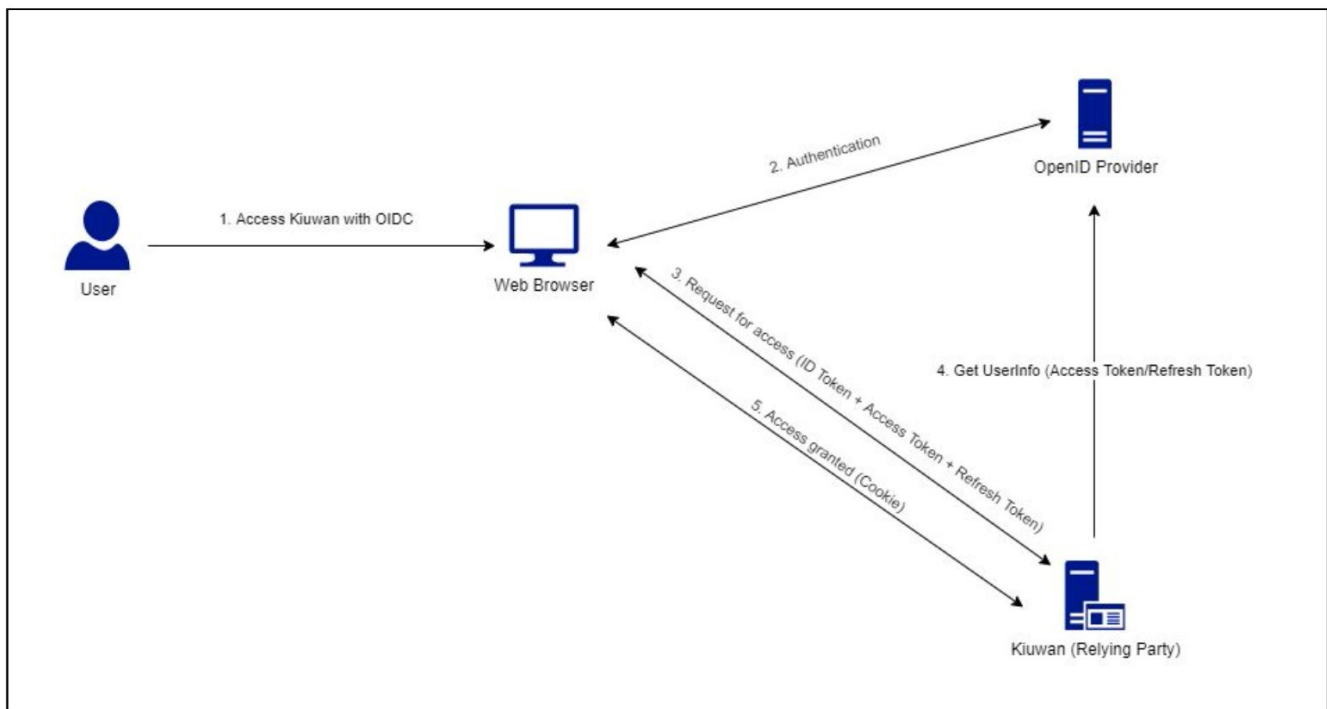 OpenID Provider
2. Authentication
1. Access Kiuwan with OIDC
User
Web Browser
3. Request for access (ID Token + Access Token + Refresh Token)
4. Get UserInfo (Access Token/Refresh Token)
5. Access granted (Cookie)
Kiuwan (Relying Party)